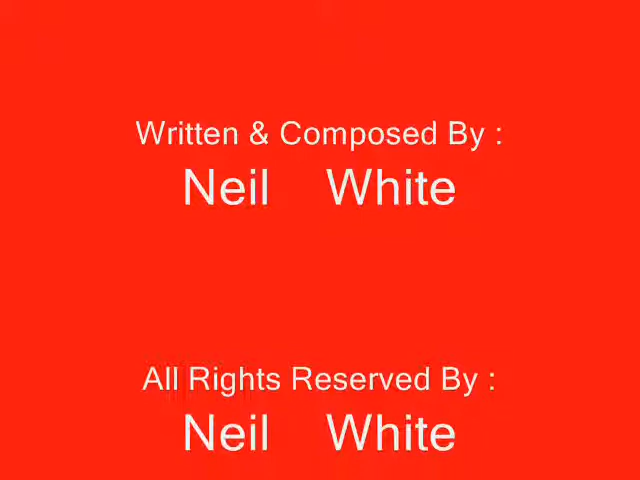 Written & Composed By :
Neil White
All Rights Reserved By :
Neil White